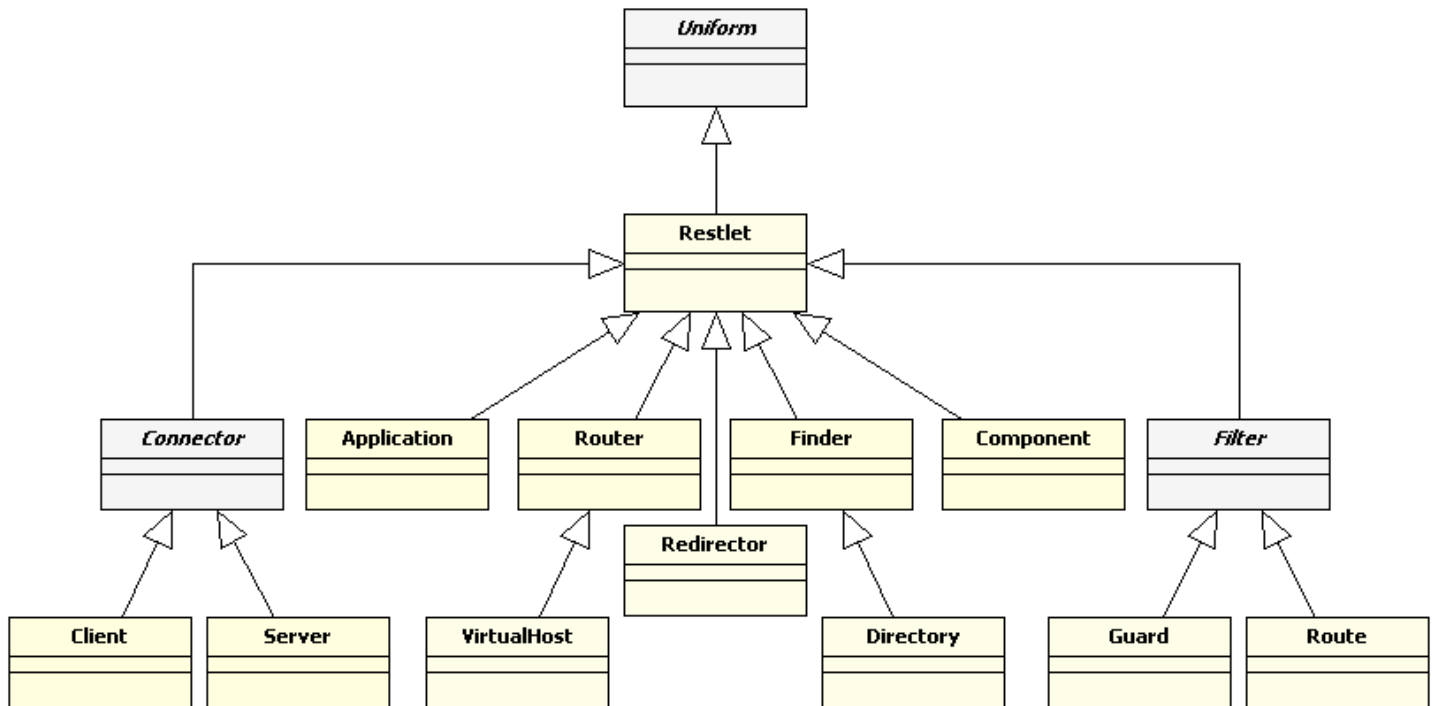 Uniform
Restlet
Connector
Application
Router
Finder
Component
Filter
Redirector
Client
Server
VirtualHost
Directory
Guard
Route